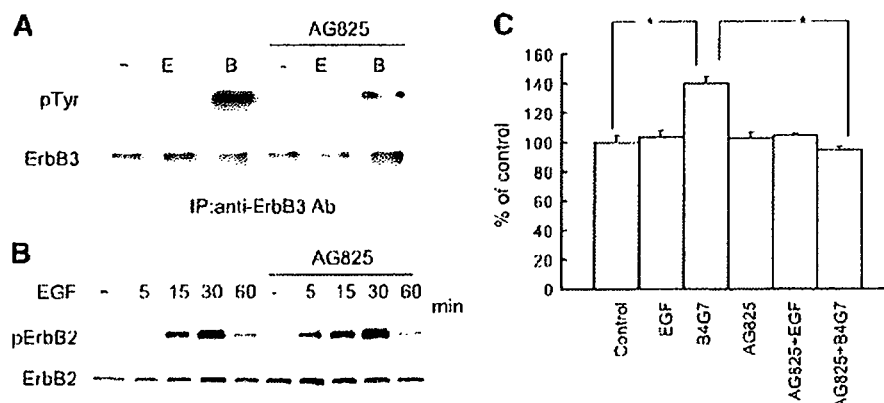 A
AG825
- E B - E B
pTyr
ErbB3
IP:anti-ErbB3 Ab
B
AG825
EGF - 5 15 30 60 - 5 15 30 60 min
pErbB2
ErbB2
C
* *
% of control
160
140
120
100
80
60
40
20
0
Control
EGF
B4G7
AG825
AG825+EGF
AG825+B4G7